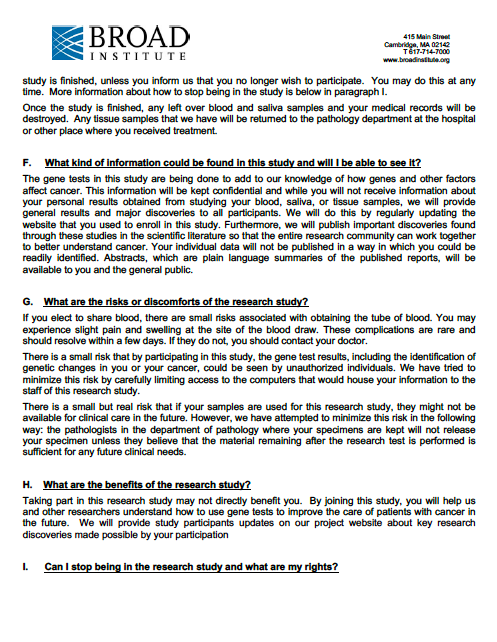 BROAD
INSTITUTE
415 Main Street
Cambridge, MA 02142
T 617-714-7000
www.broadinstitute.org
study is finished, unless you inform us that you no longer wish to participate. You may do this at any
time. More information about how to stop being in the study is below in paragraph I.
Once the study is finished, any left over blood and saliva samples and your medical records will be
destroyed. Any tissue samples that we have will be returned to the pathology department at the hospital
or other place where you received treatment.
F. What kind of information could be found in this study and will I be able to see it?
The gene tests in this study are being done to add to our knowledge of how genes and other factors
affect cancer. This information will be kept confidential and while you will not receive information about
your personal results obtained from studying your blood, saliva, or tissue samples, we will provide
general results and major discoveries to all participants. We will do this by regularly updating the
website that you used to enroll in this study. Furthermore, we will publish important discoveries found
through these studies in the scientific literature so that the entire research community can work together
to better understand cancer. Your individual data will not be published in a way in which you could be
readily identified. Abstracts, which are plain language summaries of the published reports, will be
available to you and the general public.
G. What are the risks or discomforts of the research study?
If you elect to share blood, there are small risks associated with obtaining the tube of blood. You may
experience slight pain and swelling at the site of the blood draw. These complications are rare and
should resolve within a few days. If they do not, you should contact your doctor.
There is a small risk that by participating in this study, the gene test results, including the identification of
genetic changes in you or your cancer, could be seen by unauthorized individuals. We have tried to
minimize this risk by carefully limiting access to the computers that would house your information to the
staff of this research study.
There is a small but real risk that if your samples are used for this research study, they might not be
available for clinical care in the future. However, we have attempted to minimize this risk in the following
way: the pathologists in the department of pathology where your specimens are kept will not release
your specimen unless they believe that the material remaining after the research test is performed is
sufficient for any future clinical needs.
H. What are the benefits of the research study?
Taking part in this research study may not directly benefit you. By joining this study, you will help us
and other researchers understand how to use gene tests to improve the care of patients with cancer in
the future. We will provide study participants updates on our project website about key research
discoveries made possible by your participation
I. Can I stop being in the research study and what are my rights?